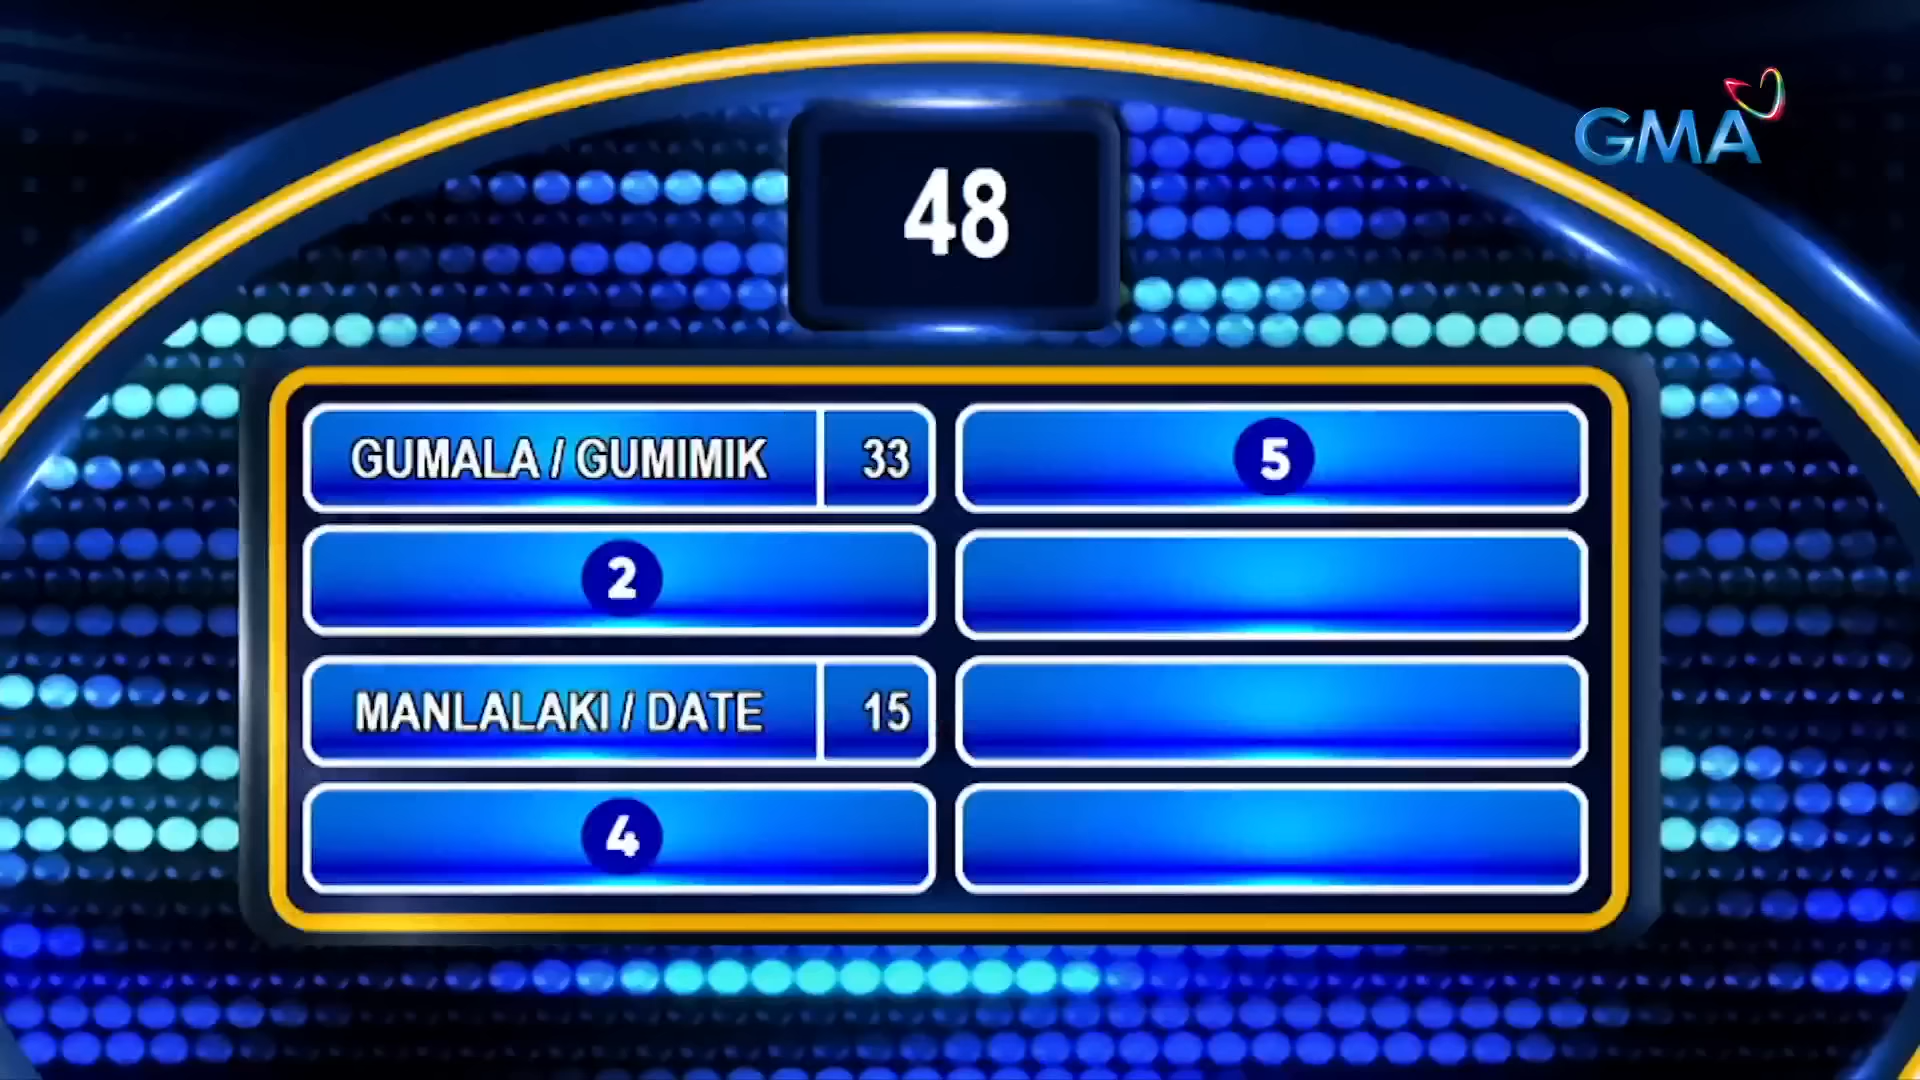 GMA
48
GUMALA / GUMIMIK 33
2
MANLALAKI / DATE 15
4
5